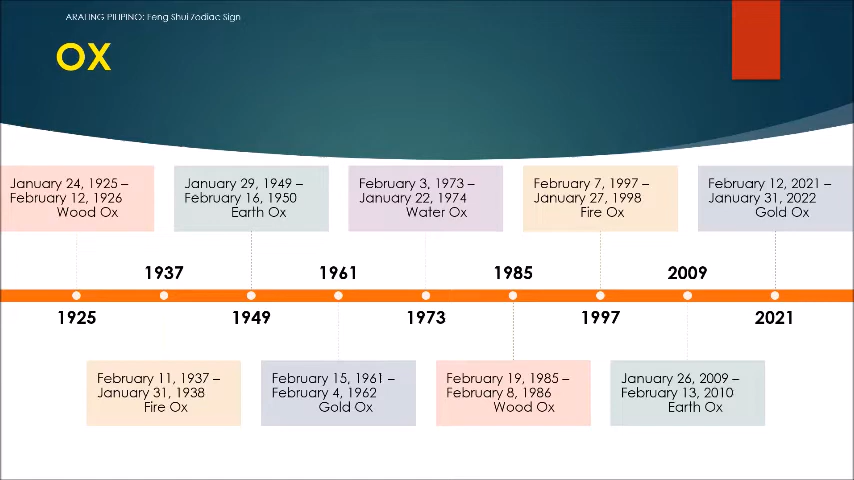 ARALING PILIPINO: Feng Shui Zodiac Sign
OX
January 24, 1925 –
February 12, 1926
Wood Ox
January 29, 1949 –
February 16, 1950
Earth Ox
February 3, 1973 –
January 22, 1974
Water Ox
February 7, 1997 –
January 27, 1998
Fire Ox
February 12, 2021 –
January 31, 2022
Gold Ox
1937
1961
1985
2009
1925
1949
1973
1997
2021
February 11, 1937 –
January 31, 1938
Fire Ox
February 15, 1961 –
February 4, 1962
Gold Ox
February 19, 1985 –
February 8, 1986
Wood Ox
January 26, 2009 –
February 13, 2010
Earth Ox